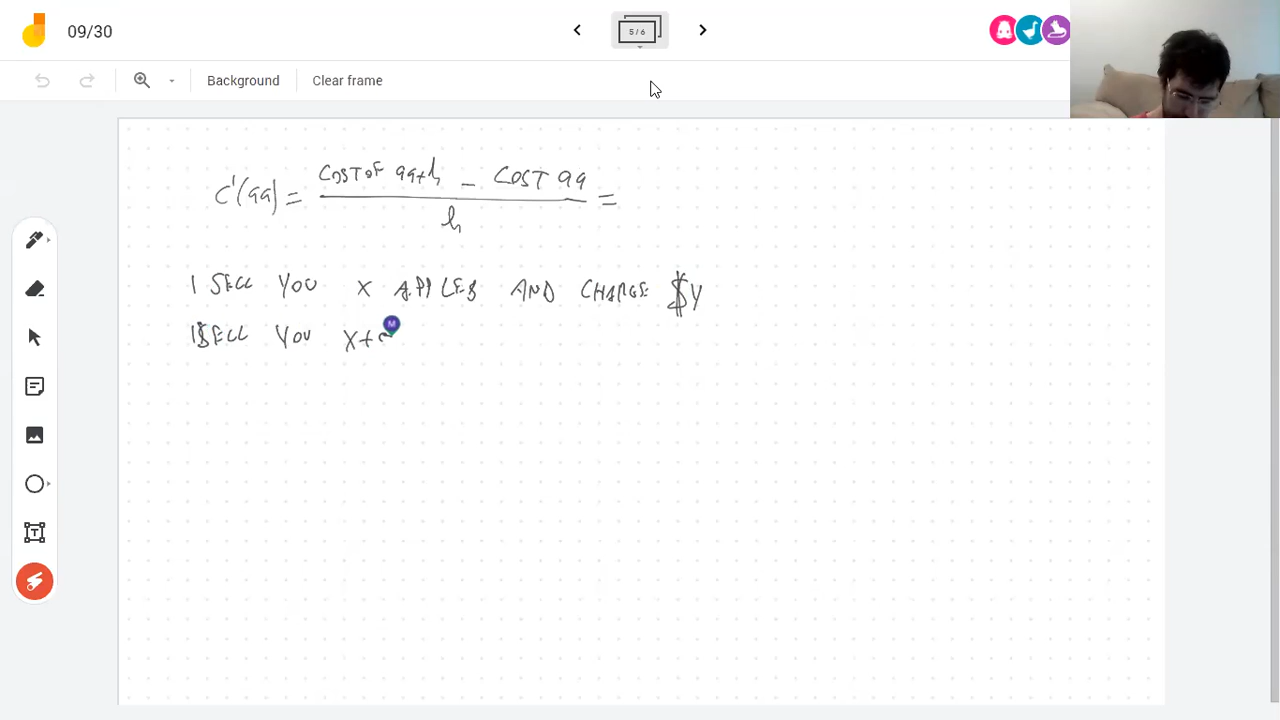 09/30
5 / 6
Background
Clear frame
C'(99) = COST OF 99+h - COST 99 / h =
I SELL YOU X APPLES AND CHARGE $Y
I SELL YOU X+
M
T